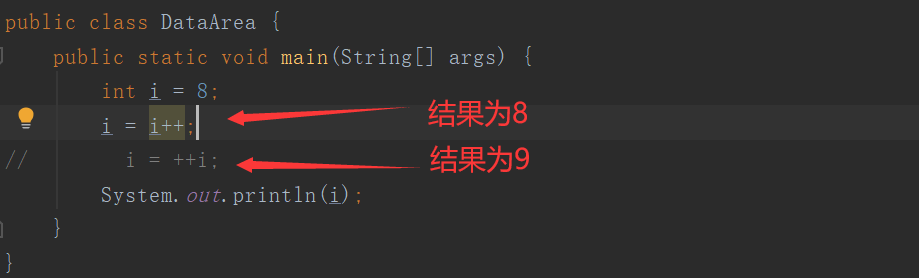 public class DataArea {
public static void main(String[] args) {
int i = 8;
i = i++; 结果为8
// i = ++i; 结果为9
System.out.println(i);
}
}